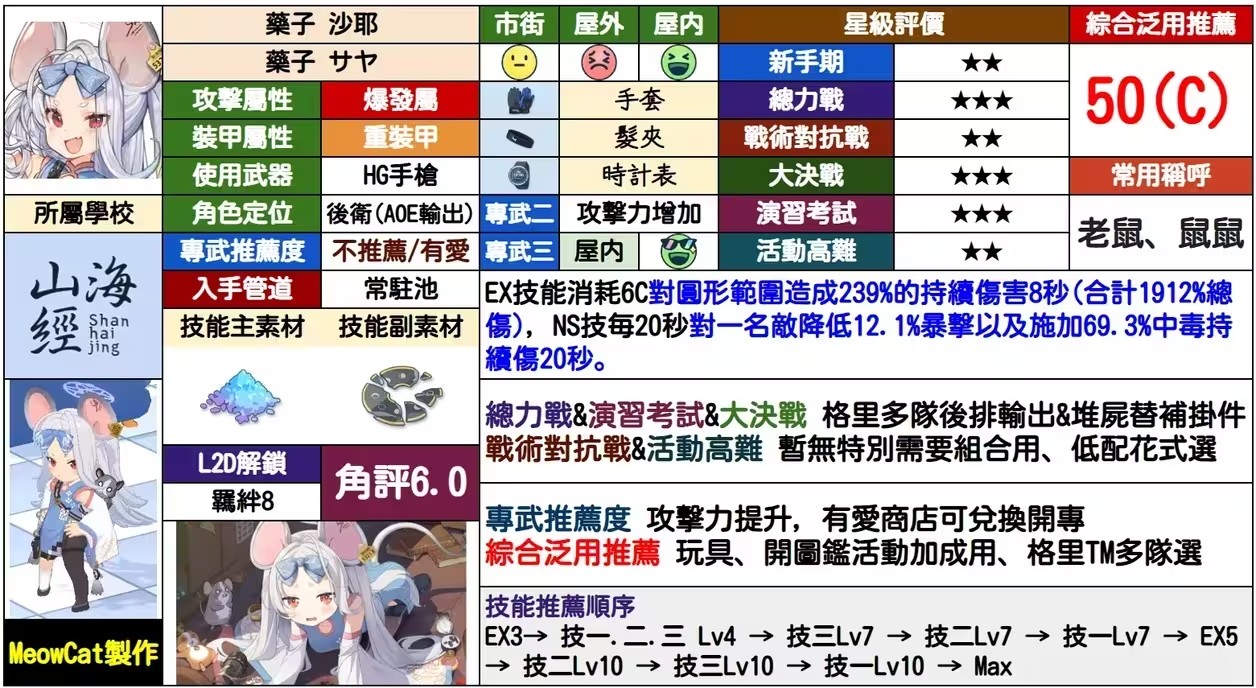 藥子 沙耶
藥子 サヤ
攻擊屬性 爆發屬
裝甲屬性 重裝甲
使用武器 HG手槍
所屬學校
角色定位 後衛(AOE輸出)
專武推薦度 不推薦/有愛
入手管道 常駐池
技能主素材 技能副素材
山海經
Shan
hai
jing
L2D解鎖
羈絆8
角評6.0
MeowCat製作
市街 屋外 屋内
手套
髮夾
時計表
專武二 攻擊力增加
專武三 屋内
星級評價
新手期 ★★
總力戰 ★★★
戰術對抗戰 ★★
大決戰 ★★★
演習考試 ★★★
活動高難 ★★
綜合泛用推薦
50(C)
常用稱呼
老鼠、鼠鼠
EX技能消耗6C對圓形範圍造成239%的持續傷害8秒(合計1912%總
傷), NS技每20秒對一名敵降低12.1%暴擊以及施加69.3%中毒持
續傷20秒。
總力戰&演習考試&大決戰 格里多隊後排輸出&堆屍替補掛件
戰術對抗戰&活動高難 暫無特別需要組合用、低配花式選
專武推薦度 攻擊力提升, 有愛商店可兌換開專
綜合泛用推薦 玩具、開圖鑑活動加成用、格里TM多隊選
技能推薦順序
EX3→ 技一.二.三 Lv4 → 技三Lv7 → 技二Lv7 → 技一Lv7 → EX5
→ 技二Lv10 → 技三Lv10 → 技一Lv10 → Max